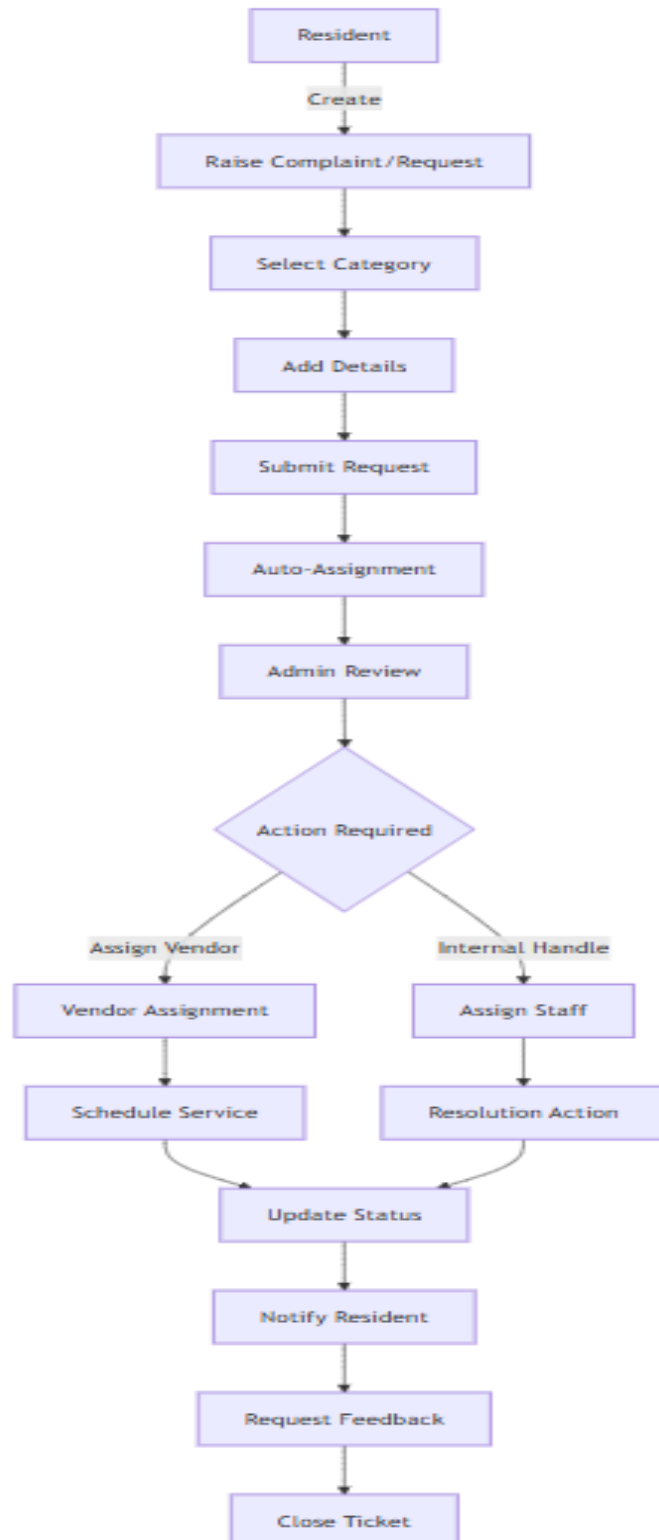 Resident
Create
Raise Complaint/Request
Select Category
Add Details
Submit Request
Auto-Assignment
Admin Review
Action Required
Assign Vendor
Internal Handle
Vendor Assignment
Assign Staff
Schedule Service
Resolution Action
Update Status
Notify Resident
Request Feedback
Close Ticket